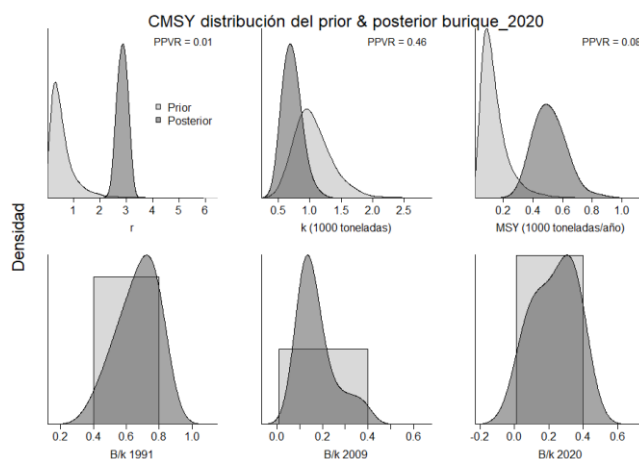 CMSY distribución del prior & posterior burique_2020
PPVR = 0.01
PPVR = 0.46
PPVR = 0.08
Prior
Posterior
Densidad
1 2 3 4 5 6
r
0.5 1.0 1.5 2.0 2.5
k (1000 toneladas)
0.2 0.4 0.6 0.8 1.0
MSY (1000 toneladas/año)
0.2 0.4 0.6 0.8 1.0
B/k 1991
0.0 0.2 0.4 0.6
B/k 2009
-0.2 0.0 0.2 0.4 0.6
B/k 2020